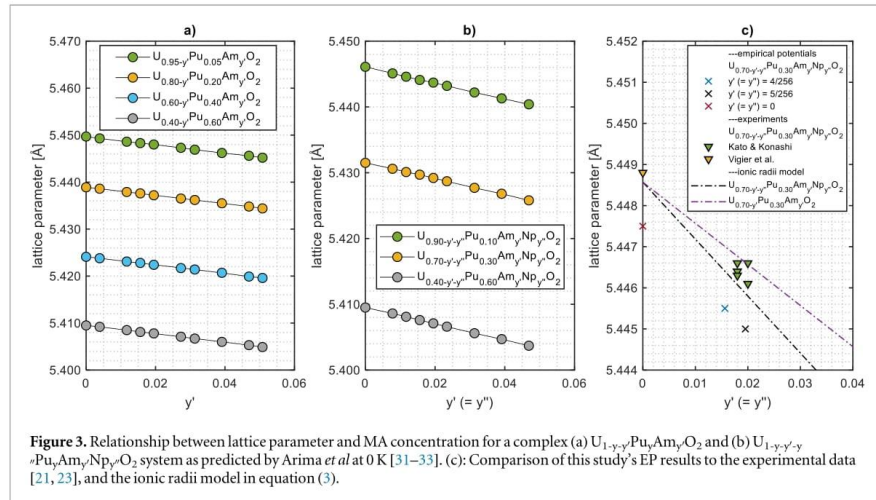 a)
5.470
5.460
5.450
5.440
5.430
5.420
5.410
5.400
lattice parameter [Å]
0
0.02
0.04
0.06
y'
U0.95-y'Pu0.05Amy'O2
U0.80-y'Pu0.20Amy'O2
U0.60-y'Pu0.40Amy'O2
U0.40-y'Pu0.60Amy'O2
b)
5.450
5.440
5.430
5.420
5.410
5.400
lattice parameter [Å]
0
0.02
0.04
0.06
y' (= y")
U0.90-y'-y"Pu0.10Amy'Npy"O2
U0.70-y'-y"Pu0.30Amy'Npy"O2
U0.40-y'-y"Pu0.60Amy'Npy"O2
c)
5.452
5.451
5.450
5.449
5.448
5.447
5.446
5.445
5.444
lattice parameter [Å]
0
0.01
0.02
0.03
0.04
y' (= y")
---empirical potentials
U0.70-y'-y"Pu0.30Amy'Npy"O2
y' (= y") = 4/256
y' (= y") = 5/256
y' (= y") = 0
---experiments
U0.70-y'-y"Pu0.30Amy'Npy"O2
Kato & Konashi
Vigier et al.
---ionic radii model
U0.70-y'-y"Pu0.30Amy'Npy"O2
U0.70-y'Pu0.30Amy'O2
Figure 3. Relationship between lattice parameter and MA concentration for a complex (a) U1-y-y'PuyAmy'O2 and (b) U1-y-y'-y
"PuyAmy'Npy"O2 system as predicted by Arima et al at 0 K [31–33]. (c): Comparison of this study's EP results to the experimental data
[21, 23], and the ionic radii model in equation (3).